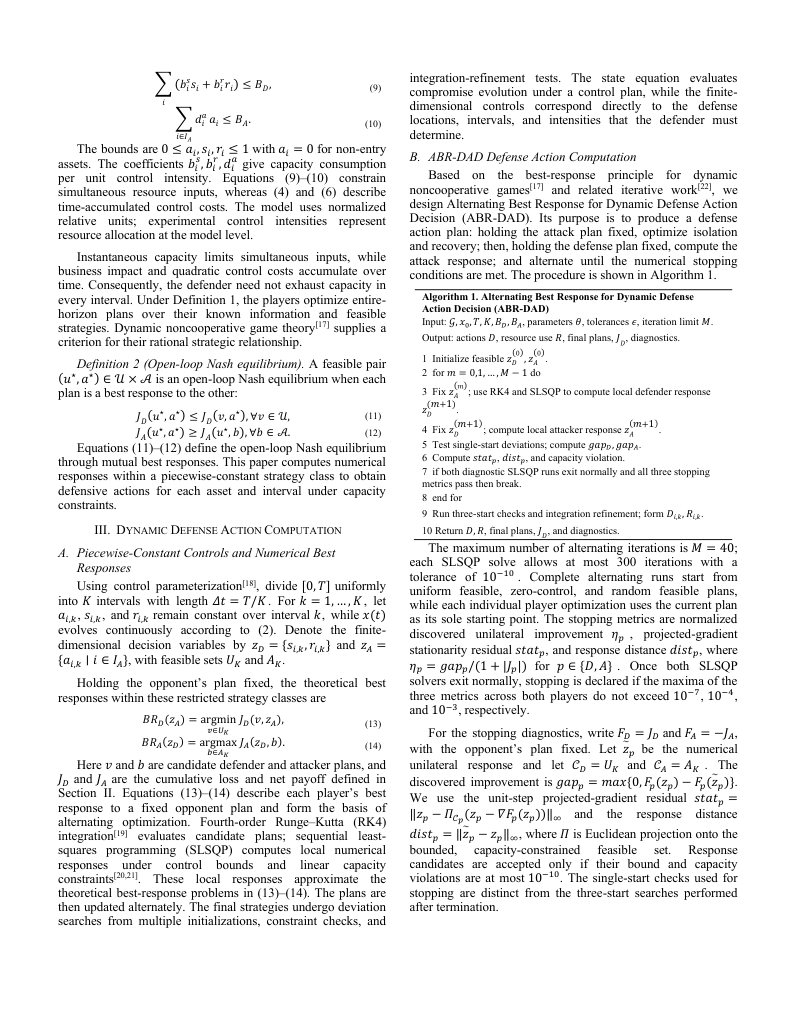 ∑_i (b_i^s s_i + b_i^r r_i) ≤ B_D, (9)
∑_{i∈I_A} d_i^a a_i ≤ B_A. (10)
The bounds are 0 ≤ a_i, s_i, r_i ≤ 1 with a_i = 0 for non-entry
assets. The coefficients b_i^s, b_i^r, d_i^a give capacity consumption
per unit control intensity. Equations (9)–(10) constrain
simultaneous resource inputs, whereas (4) and (6) describe
time-accumulated control costs. The model uses normalized
relative units; experimental control intensities represent
resource allocation at the model level.
Instantaneous capacity limits simultaneous inputs, while
business impact and quadratic control costs accumulate over
time. Consequently, the defender need not exhaust capacity in
every interval. Under Definition 1, the players optimize entire-
horizon plans over their known information and feasible
strategies. Dynamic noncooperative game theory[17] supplies a
criterion for their rational strategic relationship.
Definition 2 (Open-loop Nash equilibrium). A feasible pair
(u*, a*) ∈ 𝒰 × 𝒜 is an open-loop Nash equilibrium when each
plan is a best response to the other:
J_D(u*, a*) ≤ J_D(v, a*), ∀v ∈ 𝒰, (11)
J_A(u*, a*) ≥ J_A(u*, b), ∀b ∈ 𝒜. (12)
Equations (11)–(12) define the open-loop Nash equilibrium
through mutual best responses. This paper computes numerical
responses within a piecewise-constant strategy class to obtain
defensive actions for each asset and interval under capacity
constraints.
III. DYNAMIC DEFENSE ACTION COMPUTATION
A. Piecewise-Constant Controls and Numerical Best
Responses
Using control parameterization[18], divide [0, T] uniformly
into K intervals with length Δt = T/K. For k = 1, … , K, let
a_{i,k}, s_{i,k}, and r_{i,k} remain constant over interval k, while x(t)
evolves continuously according to (2). Denote the finite-
dimensional decision variables by z_D = {s_{i,k}, r_{i,k}} and z_A =
{a_{i,k} ∣ i ∈ I_A}, with feasible sets U_K and A_K.
Holding the opponent's plan fixed, the theoretical best
responses within these restricted strategy classes are
BR_D(z_A) = argmin_{v∈U_K} J_D(v, z_A), (13)
BR_A(z_D) = argmax_{b∈A_K} J_A(z_D, b). (14)
Here v and b are candidate defender and attacker plans, and
J_D and J_A are the cumulative loss and net payoff defined in
Section II. Equations (13)–(14) describe each player's best
response to a fixed opponent plan and form the basis of
alternating optimization. Fourth-order Runge–Kutta (RK4)
integration[19] evaluates candidate plans; sequential least-
squares programming (SLSQP) computes local numerical
responses under control bounds and linear capacity
constraints[20,21]. These local responses approximate the
theoretical best-response problems in (13)–(14). The plans are
then updated alternately. The final strategies undergo deviation
searches from multiple initializations, constraint checks, and
integration-refinement tests. The state equation evaluates
compromise evolution under a control plan, while the finite-
dimensional controls correspond directly to the defense
locations, intervals, and intensities that the defender must
determine.
B. ABR-DAD Defense Action Computation
Based on the best-response principle for dynamic
noncooperative games[17] and related iterative work[22], we
design Alternating Best Response for Dynamic Defense Action
Decision (ABR-DAD). Its purpose is to produce a defense
action plan: holding the attack plan fixed, optimize isolation
and recovery; then, holding the defense plan fixed, compute the
attack response; and alternate until the numerical stopping
conditions are met. The procedure is shown in Algorithm 1.
Algorithm 1. Alternating Best Response for Dynamic Defense
Action Decision (ABR-DAD)
Input: 𝒢, x_0, T, K, B_D, B_A, parameters θ, tolerances ϵ, iteration limit M.
Output: actions D, resource use R, final plans, J_D, diagnostics.
1 Initialize feasible z_D^(0), z_A^(0).
2 for m = 0,1, … , M − 1 do
3 Fix z_A^(m); use RK4 and SLSQP to compute local defender response
z_D^(m+1).
4 Fix z_D^(m+1); compute local attacker response z_A^(m+1).
5 Test single-start deviations; compute gap_D, gap_A.
6 Compute stat_p, dist_p, and capacity violation.
7 if both diagnostic SLSQP runs exit normally and all three stopping
metrics pass then break.
8 end for
9 Run three-start checks and integration refinement; form D_{i,k}, R_{i,k}.
10 Return D, R, final plans, J_D, and diagnostics.
The maximum number of alternating iterations is M = 40;
each SLSQP solve allows at most 300 iterations with a
tolerance of 10^{−10} . Complete alternating runs start from
uniform feasible, zero-control, and random feasible plans,
while each individual player optimization uses the current plan
as its sole starting point. The stopping metrics are normalized
discovered unilateral improvement η_p , projected-gradient
stationarity residual stat_p, and response distance dist_p, where
η_p = gap_p/(1 + |J_p|) for p ∈ {D, A} . Once both SLSQP
solvers exit normally, stopping is declared if the maxima of the
three metrics across both players do not exceed 10^{−7}, 10^{−4},
and 10^{−3}, respectively.
For the stopping diagnostics, write F_D = J_D and F_A = −J_A,
with the opponent's plan fixed. Let z̃_p be the numerical
unilateral response and let 𝒞_D = U_K and 𝒞_A = A_K . The
discovered improvement is gap_p = max{0, F_p(z_p) − F_p(z̃_p)}.
We use the unit-step projected-gradient residual stat_p =
‖z_p − Π_{𝒞_p}(z_p − ∇F_p(z_p))‖_∞ and the response distance
dist_p = ‖z̃_p − z_p‖_∞, where Π is Euclidean projection onto the
bounded, capacity-constrained feasible set. Response
candidates are accepted only if their bound and capacity
violations are at most 10^{−10}. The single-start checks used for
stopping are distinct from the three-start searches performed
after termination.